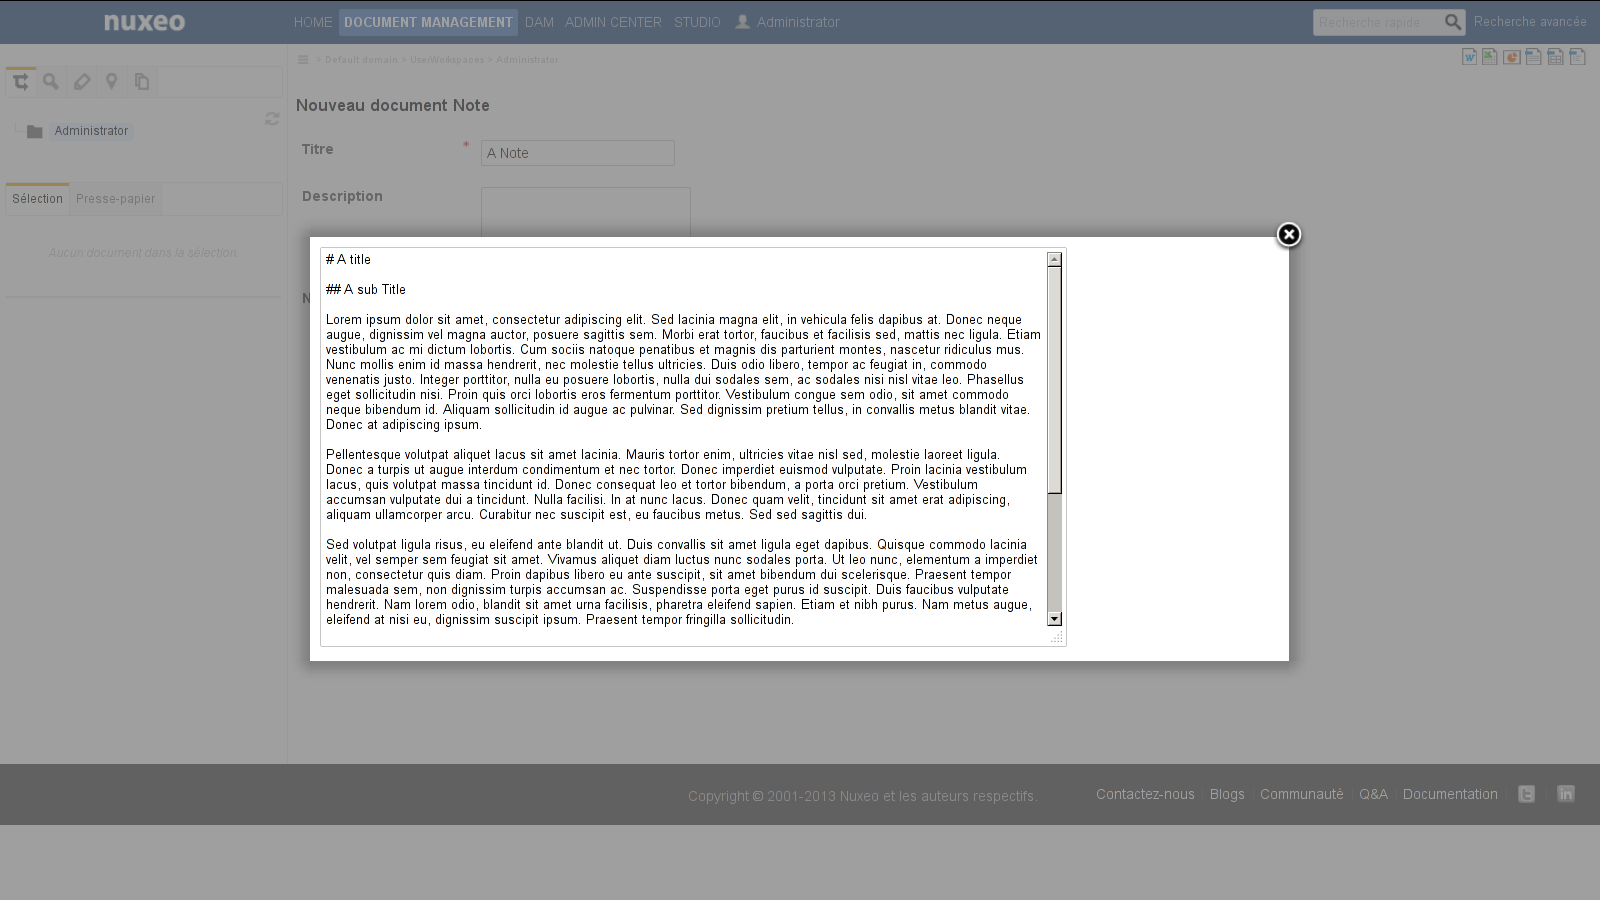 nuxeo
HOME DOCUMENT MANAGEMENT DAM ADMIN CENTER STUDIO Administrator
Recherche rapide
Recherche avancée
> Default domain > UserWorkspaces > Administrator
Administrator
Sélection
Presse-papier
Aucun document dans la sélection.
Nouveau document Note
Titre * A Note
Description
N
# A title
## A sub Title
Lorem ipsum dolor sit amet, consectetur adipiscing elit. Sed lacinia magna elit, in vehicula felis dapibus at. Donec neque
augue, dignissim vel magna auctor, posuere sagittis sem. Morbi erat tortor, faucibus et facilisis sed, mattis nec ligula. Etiam
vestibulum ac mi dictum lobortis. Cum sociis natoque penatibus et magnis dis parturient montes, nascetur ridiculus mus.
Nunc mollis enim id massa hendrerit, nec molestie tellus ultricies. Duis odio libero, tempor ac feugiat in, commodo
venenatis justo. Integer porttitor, nulla eu posuere lobortis, nulla dui sodales sem, ac sodales nisi nisl vitae leo. Phasellus
eget sollicitudin nisi. Proin quis orci lobortis eros fermentum porttitor. Vestibulum congue sem odio, sit amet commodo
neque bibendum id. Aliquam sollicitudin id augue ac pulvinar. Sed dignissim pretium tellus, in convallis metus blandit vitae.
Donec at adipiscing ipsum.
Pellentesque volutpat aliquet lacus sit amet lacinia. Mauris tortor enim, ultricies vitae nisl sed, molestie laoreet ligula.
Donec a turpis ut augue interdum condimentum et nec tortor. Donec imperdiet euismod vulputate. Proin lacinia vestibulum
lacus, quis volutpat massa tincidunt id. Donec consequat leo et tortor bibendum, a porta orci pretium. Vestibulum
accumsan vulputate dui a tincidunt. Nulla facilisi. In at nunc lacus. Donec quam velit, tincidunt sit amet erat adipiscing,
aliquam ullamcorper arcu. Curabitur nec suscipit est, eu faucibus metus. Sed sed sagittis dui.
Sed volutpat ligula risus, eu eleifend ante blandit ut. Duis convallis sit amet ligula eget dapibus. Quisque commodo lacinia
velit, vel semper sem feugiat sit amet. Vivamus aliquet diam luctus nunc sodales porta. Ut leo nunc, elementum a imperdiet
non, consectetur quis diam. Proin dapibus libero eu ante suscipit, sit amet bibendum dui scelerisque. Praesent tempor
malesuada sem, non dignissim turpis accumsan ac. Suspendisse porta eget purus id suscipit. Duis faucibus vulputate
hendrerit. Nam lorem odio, blandit sit amet urna facilisis, pharetra eleifend sapien. Etiam et nibh purus. Nam metus augue,
eleifend at nisi eu, dignissim suscipit ipsum. Praesent tempor fringilla sollicitudin.
Copyright © 2001-2013 Nuxeo et les auteurs respectifs.
Contactez-nous Blogs Communauté Q&A Documentation